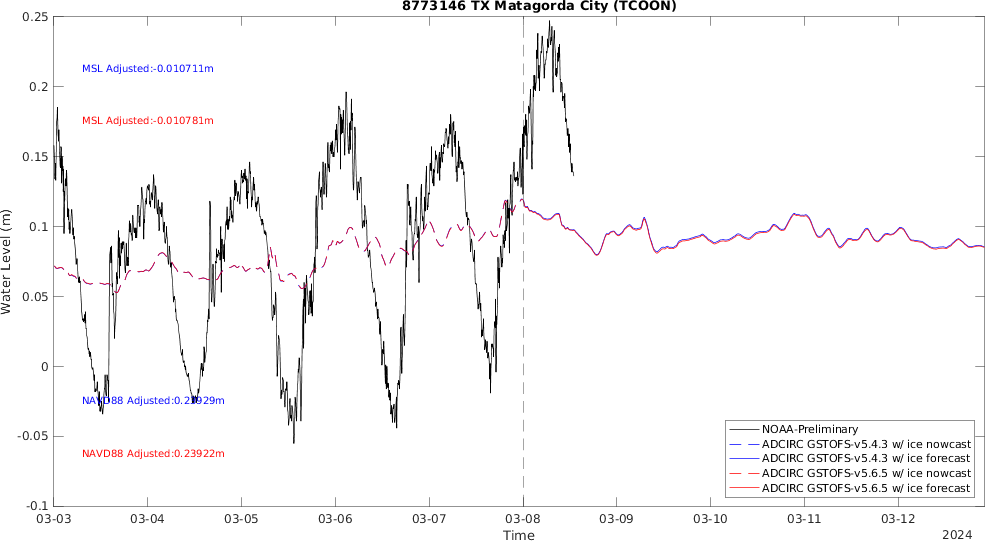 8773146 TX Matagorda City (TCOON)
0.25
0.2
0.15
0.1
0.05
0
-0.05
-0.1
Water Level (m)
MSL Adjusted:-0.010711m
MSL Adjusted:-0.010781m
NAVD88 Adjusted:0.23929m
NAVD88 Adjusted:0.23922m
NOAA-Preliminary
ADCIRC GSTOFS-v5.4.3 w/ ice nowcast
ADCIRC GSTOFS-v5.4.3 w/ ice forecast
ADCIRC GSTOFS-v5.6.5 w/ ice nowcast
ADCIRC GSTOFS-v5.6.5 w/ ice forecast
03-03 03-04 03-05 03-06 03-07 03-08 03-09 03-10 03-11 03-12
Time
2024